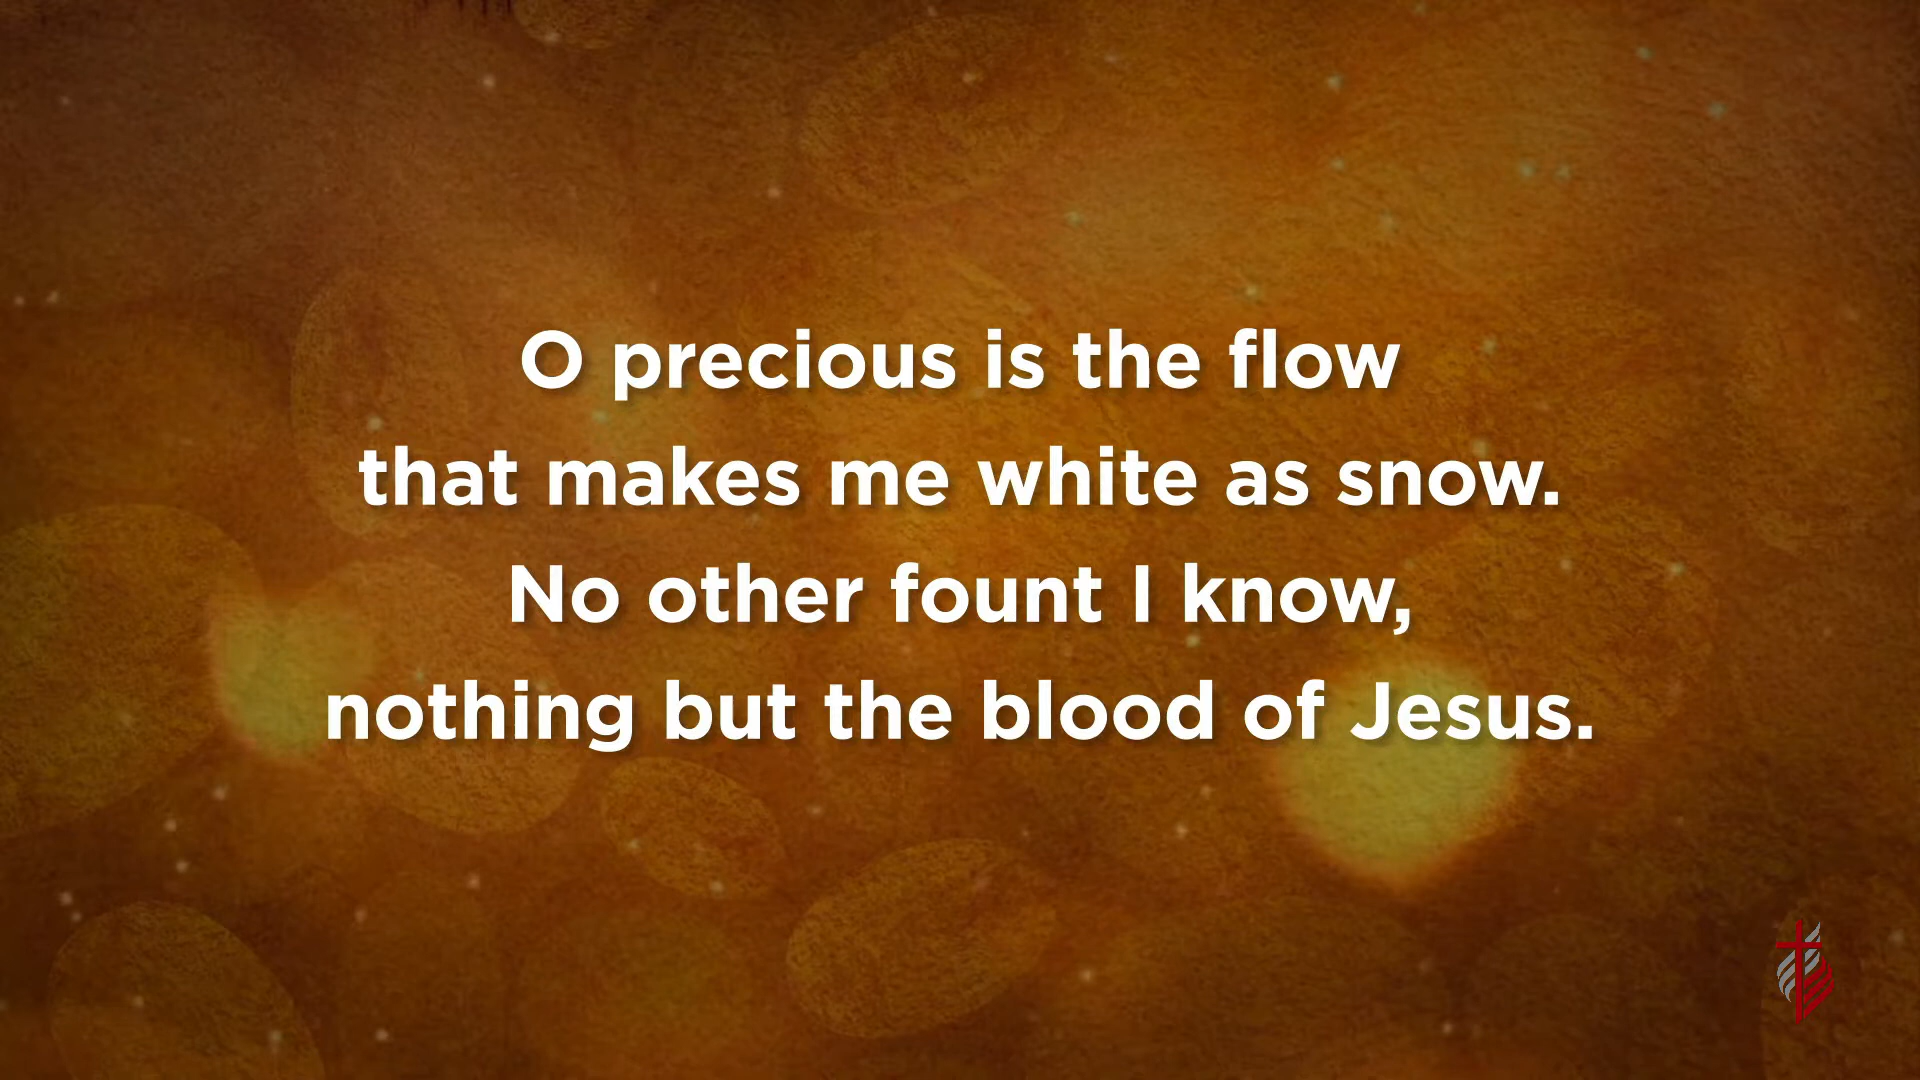 O precious is the flow
that makes me white as snow.
No other fount I know,
nothing but the blood of Jesus.